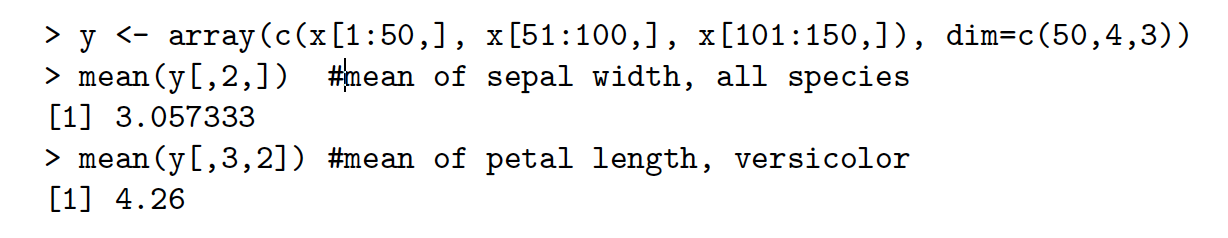 > y <- array(c(x[1:50,], x[51:100,], x[101:150,]), dim=c(50,4,3))
> mean(y[,2,])  #mean of sepal width, all species
[1] 3.057333
> mean(y[,3,2]) #mean of petal length, versicolor
[1] 4.26